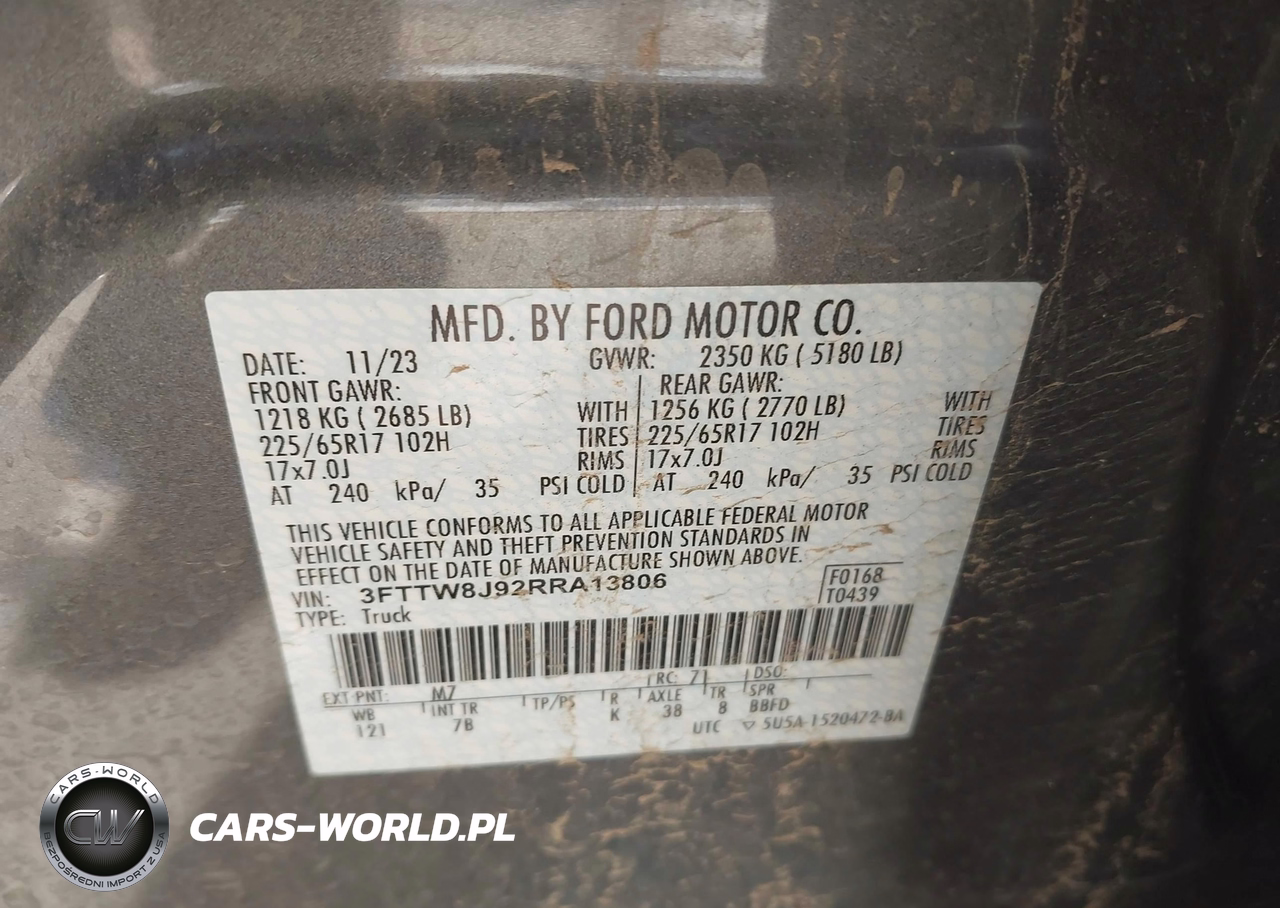 MFD. BY FORD MOTOR CO.
DATE: 11/23 GVWR: 2350 KG ( 5180 LB)
FRONT GAWR: REAR GAWR:
1218 KG ( 2685 LB) WITH 1256 KG ( 2770 LB) WITH
225/65R17 102H TIRES 225/65R17 102H TIRES
17x7.0J RIMS 17x7.0J RIMS
AT 240 kPa/ 35 PSI COLD AT 240 kPa/ 35 PSI COLD
THIS VEHICLE CONFORMS TO ALL APPLICABLE FEDERAL MOTOR
VEHICLE SAFETY AND THEFT PREVENTION STANDARDS IN
EFFECT ON THE DATE OF MANUFACTURE SHOWN ABOVE.
VIN: 3FTTW8J92RRA13806 F0168
TYPE: Truck T0439
EXT PNT: M7 RC: 71 DSO:
WB INT TR TP/PS R AXLE TR SPR
121 7B K 38 8 BBFD
UTC ▽ 5U5A-1520472-BA
CARS-WORLD
CW
BEZPOŚREDNI IMPORT Z USA
CARS-WORLD.PL